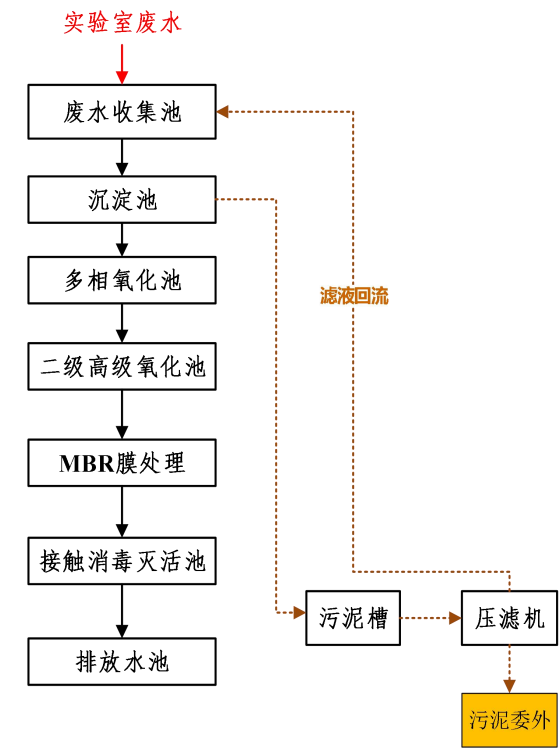 实验室废水
废水收集池
沉淀池
多相氧化池
滤液回流
二级高级氧化池
MBR膜处理
接触消毒灭活池
污泥槽
压滤机
排放水池
污泥委外